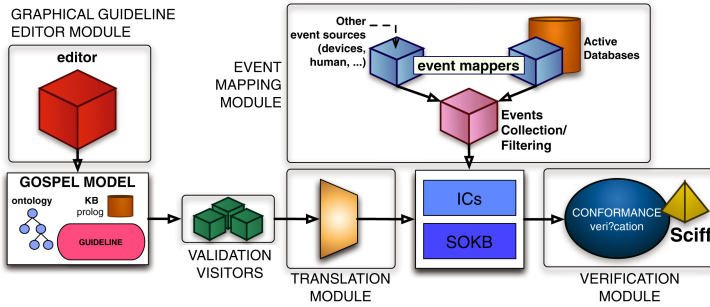 GRAPHICAL GUIDELINE
EDITOR MODULE
editor
GOSPEL MODEL
ontology
KB
prolog
GUIDELINE
VALIDATION
VISITORS
EVENT
MAPPING
MODULE
Other
event sources
(devices,
human, ...)
event mappers
Active
Databases
Events
Collection/
Filtering
TRANSLATION
MODULE
ICs
SOKB
CONFORMANCE
veri?cation
Sciff
VERIFICATION
MODULE